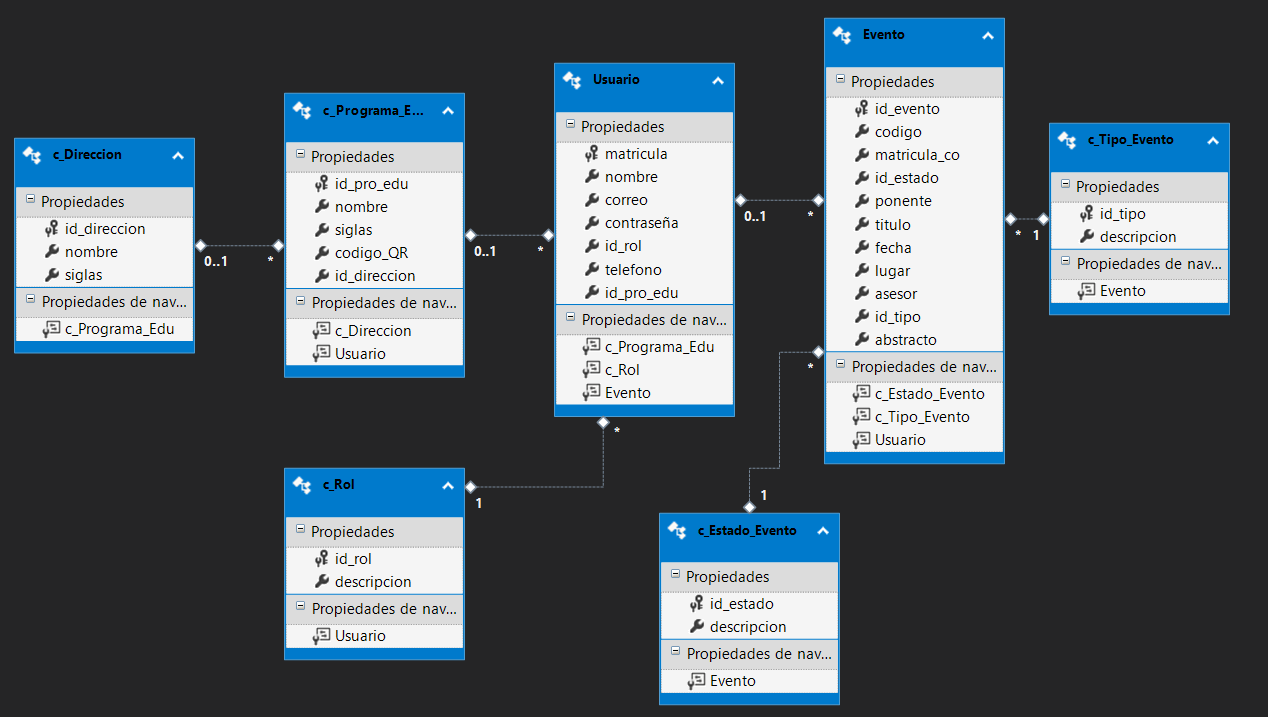 c_Direccion
Propiedades
id_direccion
nombre
siglas
Propiedades de nav...
c_Programa_Edu
0..1
*
c_Programa_E...
Propiedades
id_pro_edu
nombre
siglas
codigo_QR
id_direccion
Propiedades de nav...
c_Direccion
Usuario
0..1
*
Usuario
Propiedades
matricula
nombre
correo
contraseña
id_rol
telefono
id_pro_edu
Propiedades de nav...
c_Programa_Edu
c_Rol
Evento
0..1
*
Evento
Propiedades
id_evento
codigo
matricula_co
id_estado
ponente
titulo
fecha
lugar
asesor
id_tipo
abstracto
Propiedades de nav...
c_Estado_Evento
c_Tipo_Evento
Usuario
*
1
c_Tipo_Evento
Propiedades
id_tipo
descripcion
Propiedades de nav...
Evento
c_Rol
Propiedades
id_rol
descripcion
Propiedades de nav...
Usuario
1
*
*
1
c_Estado_Evento
Propiedades
id_estado
descripcion
Propiedades de nav...
Evento